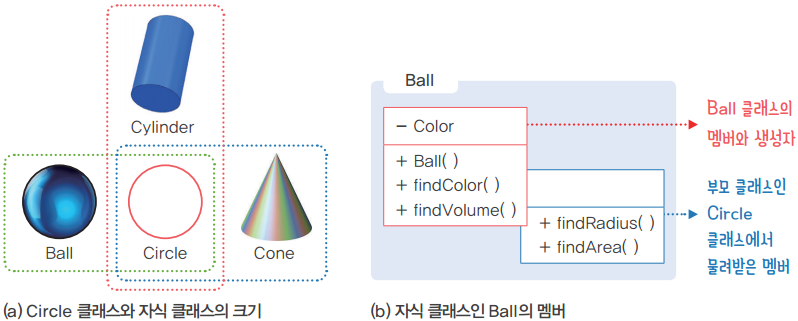 Cylinder
Ball
Circle
Cone
(a) Circle 클래스와 자식 클래스의 크기
Ball
− Color
+ Ball( )
+ findColor( )
+ findVolume( )
+ findRadius( )
+ findArea( )
Ball 클래스의
멤버와 생성자
부모 클래스인
Circle
클래스에서
물려받은 멤버
(b) 자식 클래스인 Ball의 멤버